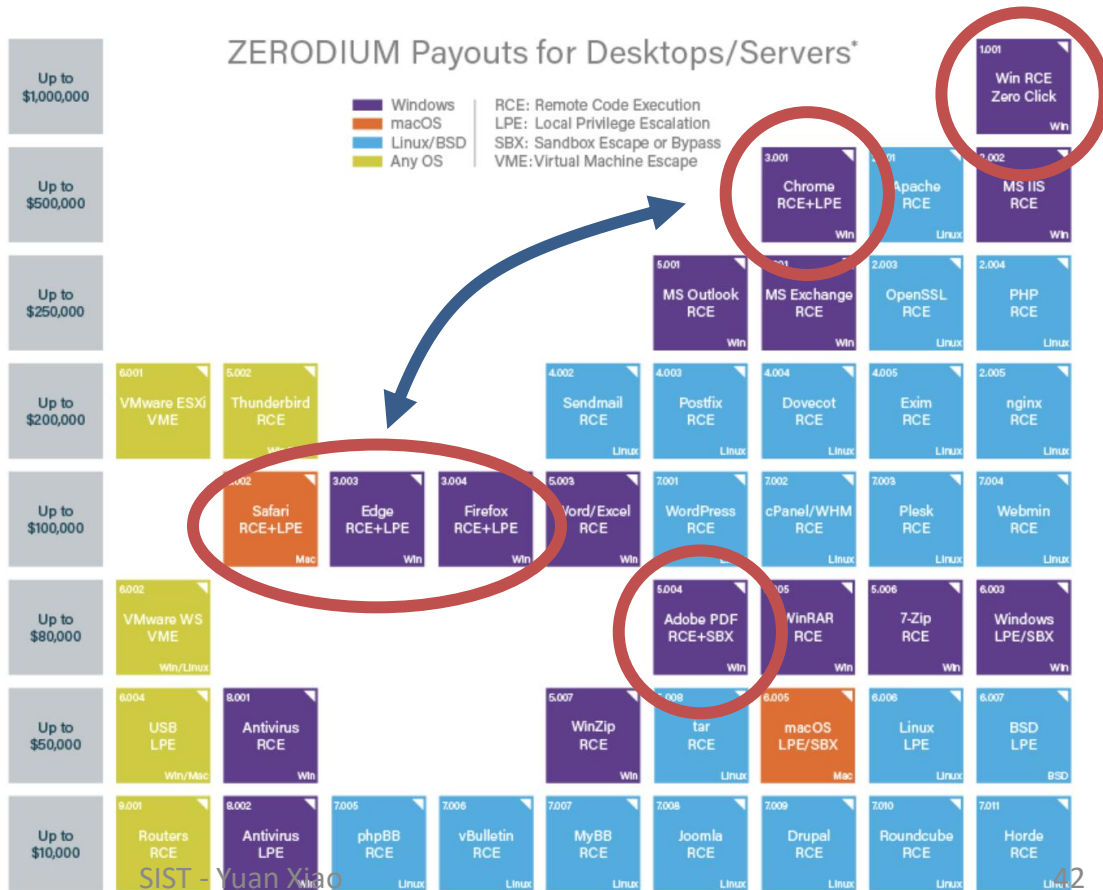 ZERODIUM Payouts for Desktops/Servers*
Windows
macOS
Linux/BSD
Any OS
RCE: Remote Code Execution
LPE: Local Privilege Escalation
SBX: Sandbox Escape or Bypass
VME: Virtual Machine Escape
Up to
$1,000,000
1.001
Win RCE
Zero Click
Win
Up to
$500,000
3.001
Chrome
RCE+LPE
Win
Apache
RCE
Linux
MS IIS
RCE
Win
Up to
$250,000
5.001
MS Outlook
RCE
Win
MS Exchange
RCE
Win
2.003
OpenSSL
RCE
Linux
2.004
PHP
RCE
Linux
Up to
$200,000
6.001
VMware ESXi
VME
5.002
Thunderbird
RCE
4.002
Sendmail
RCE
Linux
4.003
Postfix
RCE
Linux
4.004
Dovecot
RCE
Linux
4.005
Exim
RCE
Linux
2.005
nginx
RCE
Linux
Up to
$100,000
Safari
RCE+LPE
Mac
3.003
Edge
RCE+LPE
Win
3.004
Firefox
RCE+LPE
Win
5.003
Word/Excel
RCE
Win
7.001
WordPress
RCE
7.002
cPanel/WHM
RCE
Linux
7.003
Plesk
RCE
Linux
7.004
Webmin
RCE
Linux
Up to
$80,000
6.002
VMware WS
VME
Win/Linux
5.004
Adobe PDF
RCE+SBX
Win
WinRAR
RCE
Win
5.006
7-Zip
RCE
Win
6.003
Windows
LPE/SBX
Win
Up to
$50,000
6.004
USB
LPE
Win/Mac
8.001
Antivirus
RCE
Win
5.007
WinZip
RCE
Win
tar
RCE
Linux
6.005
macOS
LPE/SBX
Mac
6.006
Linux
LPE
Linux
6.007
BSD
LPE
BSD
Up to
$10,000
9.001
Routers
RCE
8.002
Antivirus
LPE
Win
7.005
phpBB
RCE
Linux
7.006
vBulletin
RCE
Linux
7.007
MyBB
RCE
Linux
7.008
Joomla
RCE
Linux
7.009
Drupal
RCE
Linux
7.010
Roundcube
RCE
Linux
7.011
Horde
RCE
Linux
SIST - Yuan Xiao
42